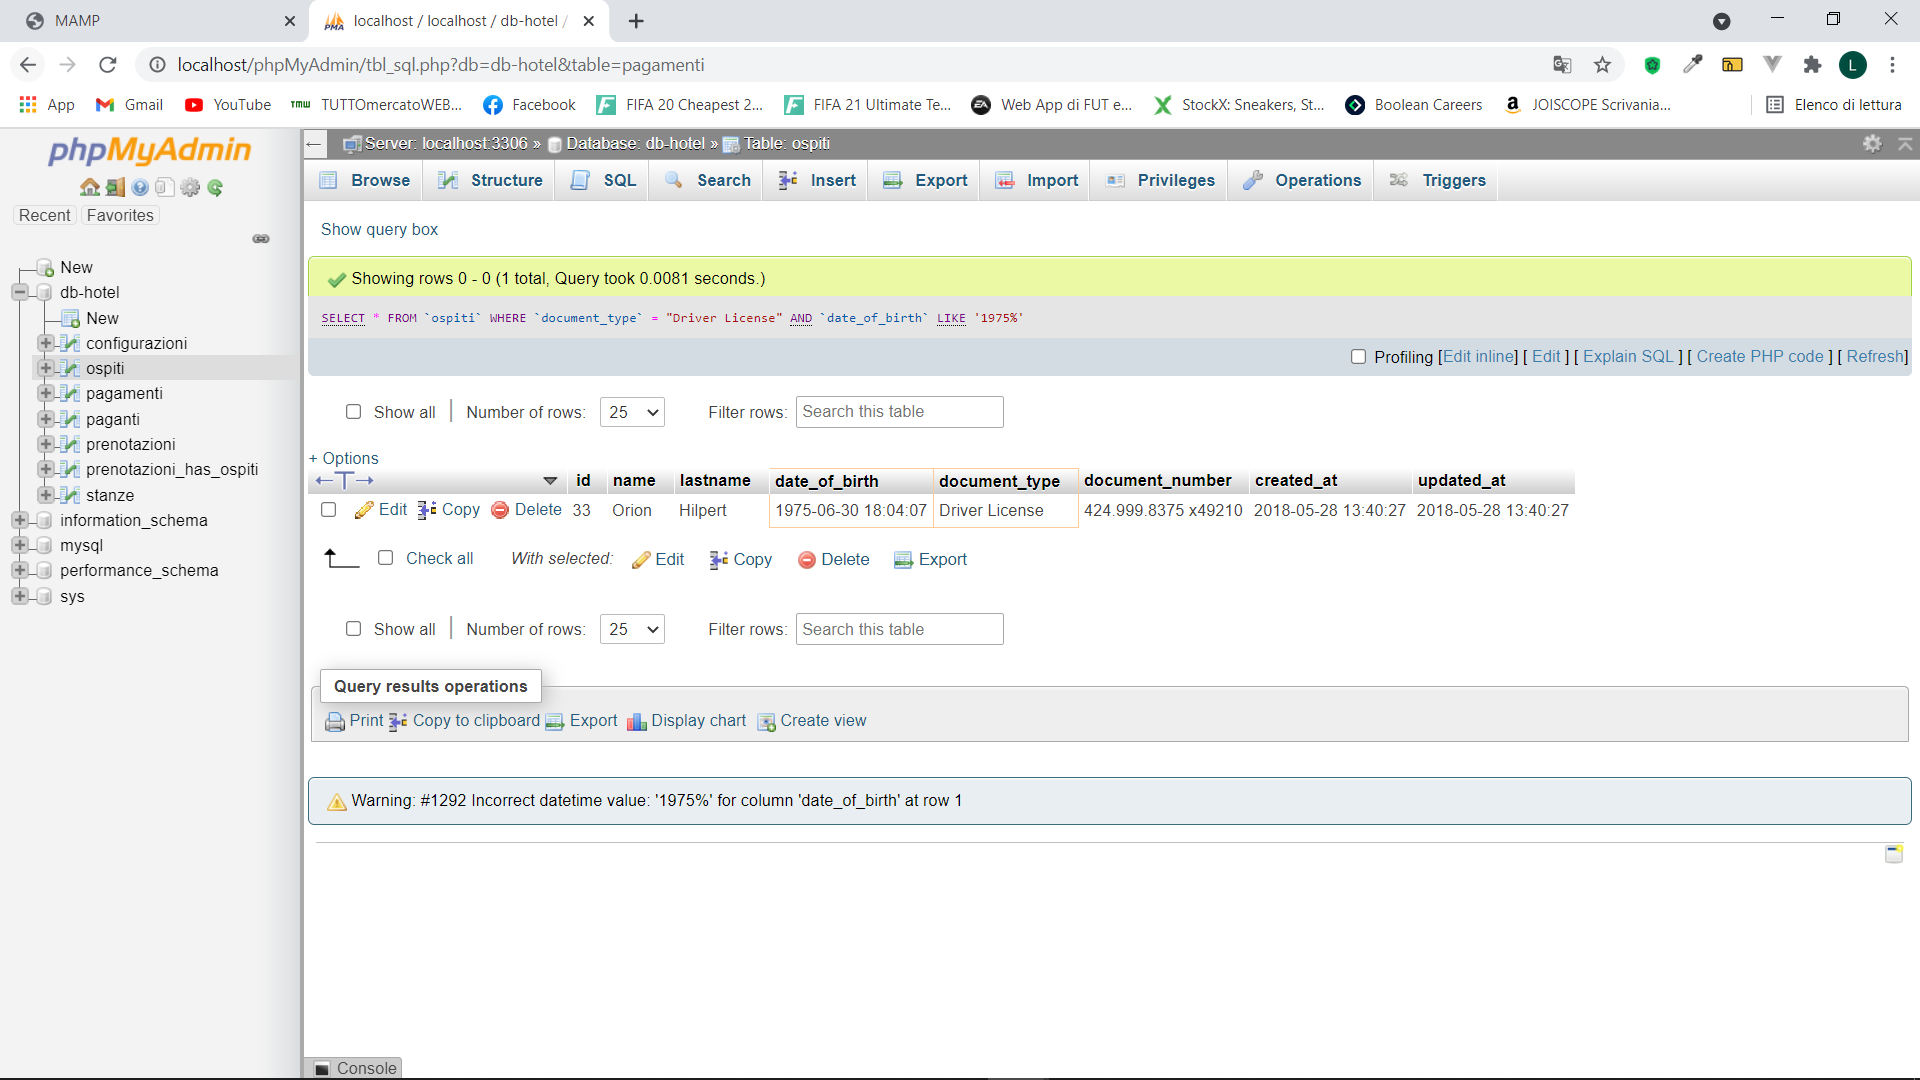 MAMP
localhost / localhost / db-hotel /
localhost/phpMyAdmin/tbl_sql.php?db=db-hotel&table=pagamenti
L
App
Gmail
YouTube
TMW TUTTOmercatoWEB...
Facebook
FIFA 20 Cheapest 2...
FIFA 21 Ultimate Te...
Web App di FUT e...
StockX: Sneakers, St...
Boolean Careers
JOISCOPE Scrivania...
Elenco di lettura
phpMyAdmin
Recent Favorites
New
db-hotel
New
configurazioni
ospiti
pagamenti
paganti
prenotazioni
prenotazioni_has_ospiti
stanze
information_schema
mysql
performance_schema
sys
Server: localhost:3306 » Database: db-hotel » Table: ospiti
Browse Structure SQL Search Insert Export Import Privileges Operations Triggers
Show query box
Showing rows 0 - 0 (1 total, Query took 0.0081 seconds.)
SELECT * FROM `ospiti` WHERE `document_type` = "Driver License" AND `date_of_birth` LIKE '1975%'
Profiling [Edit inline] [ Edit ] [ Explain SQL ] [ Create PHP code ] [ Refresh]
Show all Number of rows: 25 Filter rows: Search this table
+ Options
←T→ id name lastname date_of_birth document_type document_number created_at updated_at
Edit Copy Delete 33 Orion Hilpert 1975-06-30 18:04:07 Driver License 424.999.8375 x49210 2018-05-28 13:40:27 2018-05-28 13:40:27
Check all With selected: Edit Copy Delete Export
Show all Number of rows: 25 Filter rows: Search this table
Query results operations
Print Copy to clipboard Export Display chart Create view
Warning: #1292 Incorrect datetime value: '1975%' for column 'date_of_birth' at row 1
Console